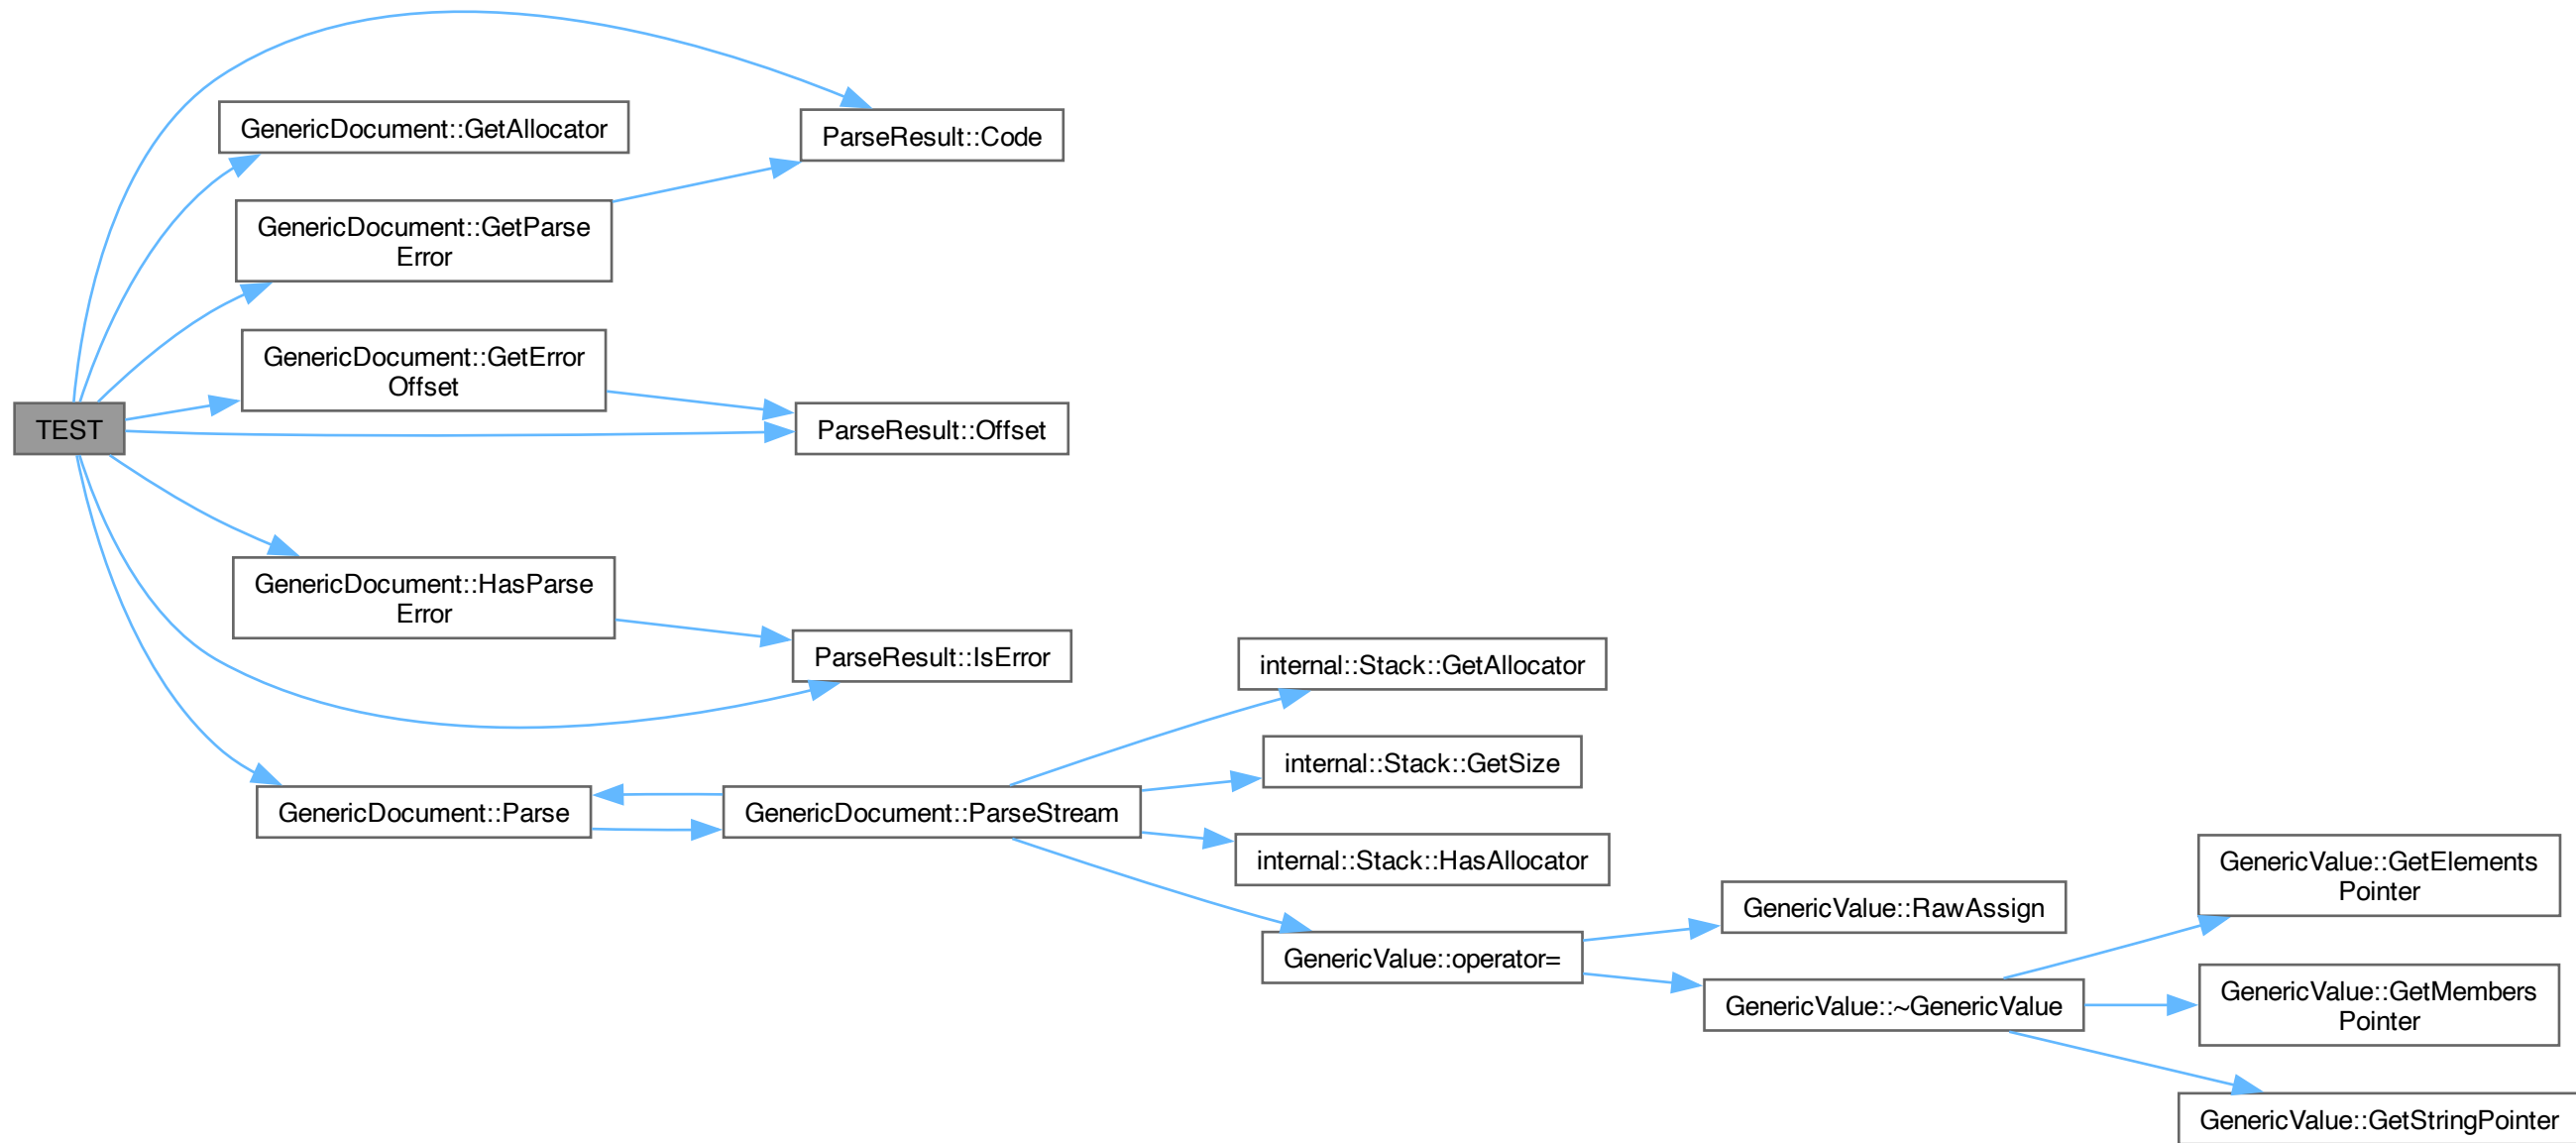 TEST
GenericDocument::GetAllocator
GenericDocument::GetParse
Error
GenericDocument::GetError
Offset
GenericDocument::HasParse
Error
GenericDocument::Parse
ParseResult::Code
ParseResult::Offset
ParseResult::IsError
GenericDocument::ParseStream
internal::Stack::GetAllocator
internal::Stack::GetSize
internal::Stack::HasAllocator
GenericValue::operator=
GenericValue::RawAssign
GenericValue::~GenericValue
GenericValue::GetElements
Pointer
GenericValue::GetMembers
Pointer
GenericValue::GetStringPointer